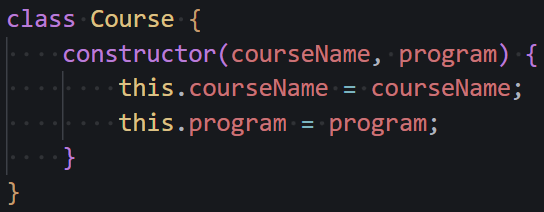 class Course {
    constructor(courseName, program) {
        this.courseName = courseName;
        this.program = program;
    }
}